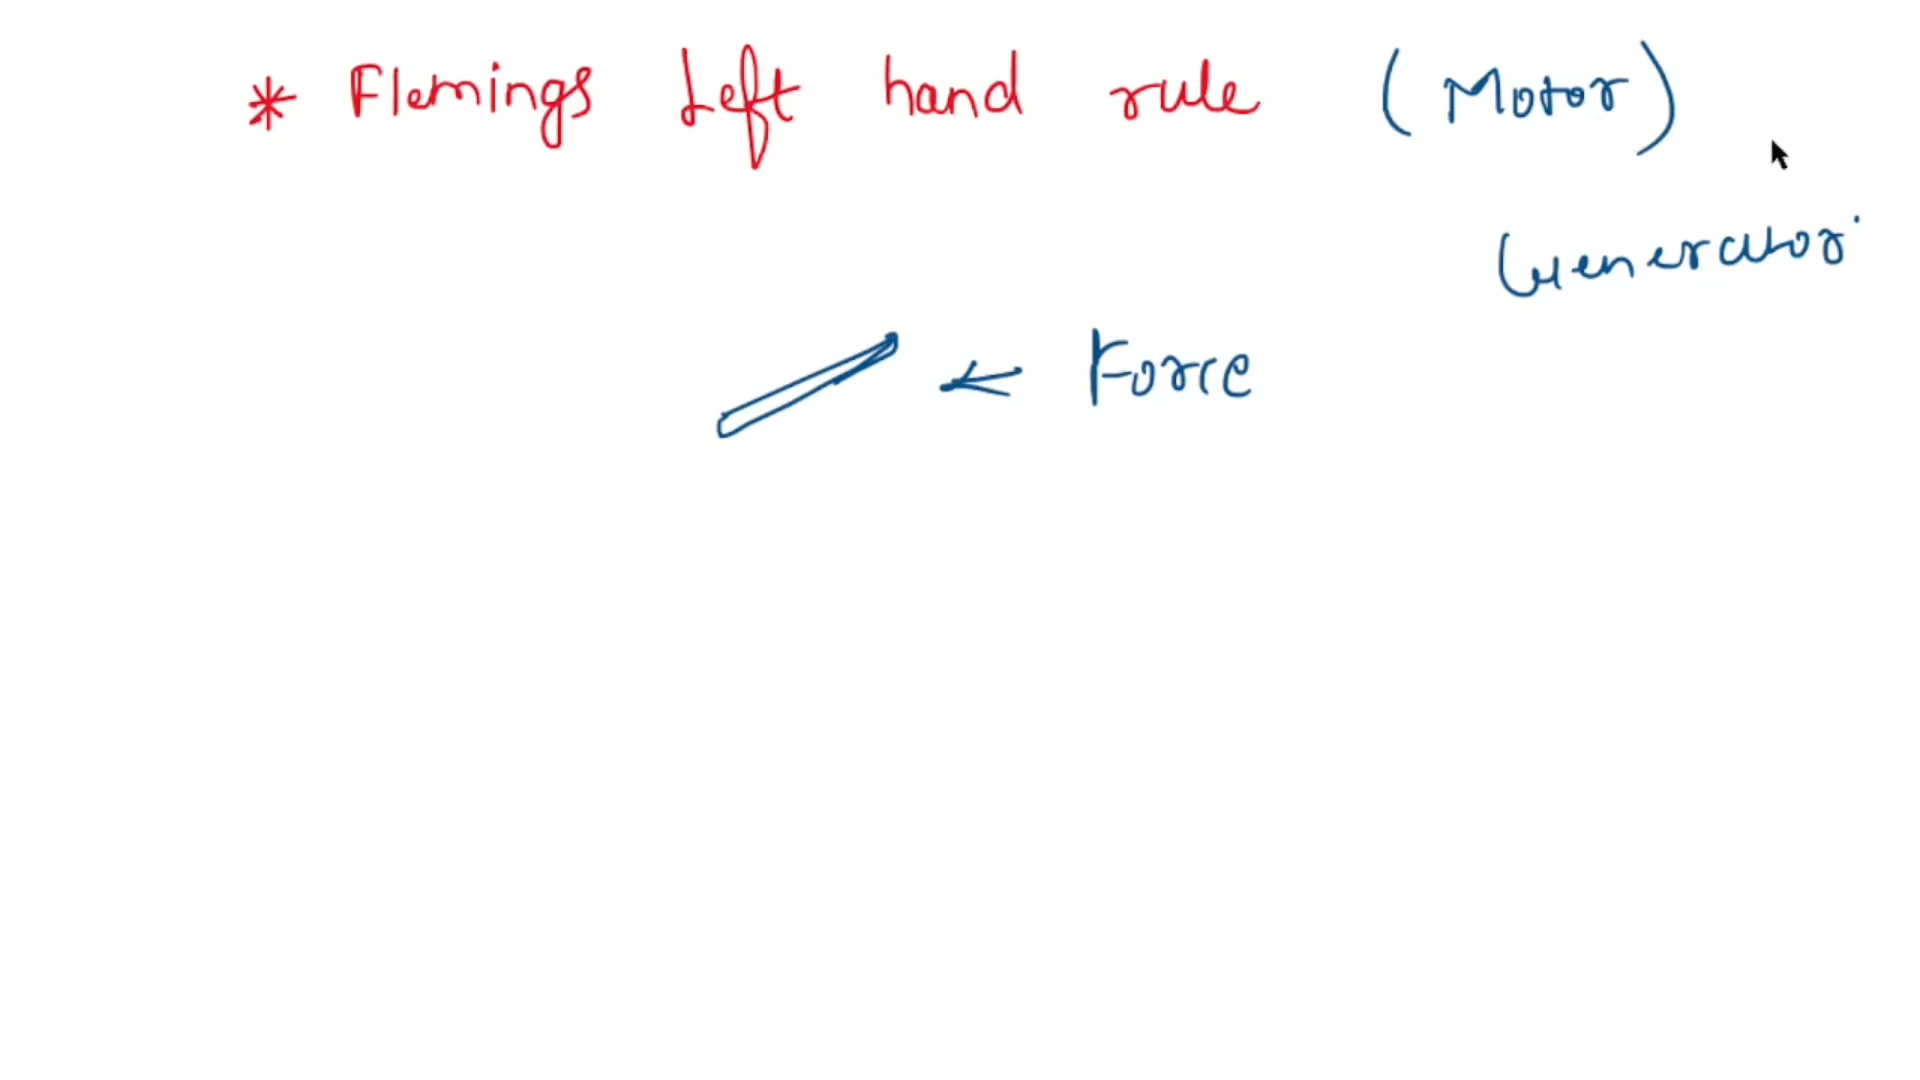 * Flemings Left hand rule (Motor)
Generator
← Force